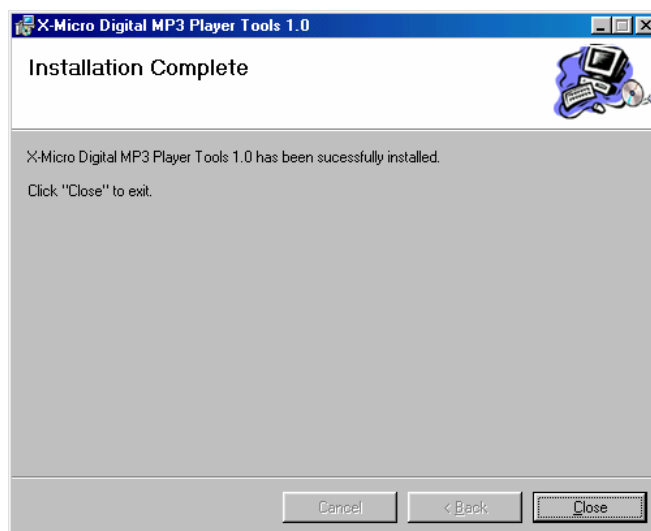 X-Micro Digital MP3 Player Tools 1.0
Installation Complete
X-Micro Digital MP3 Player Tools 1.0 has been sucessfully installed.
Click "Close" to exit.
Cancel
< Back
Close